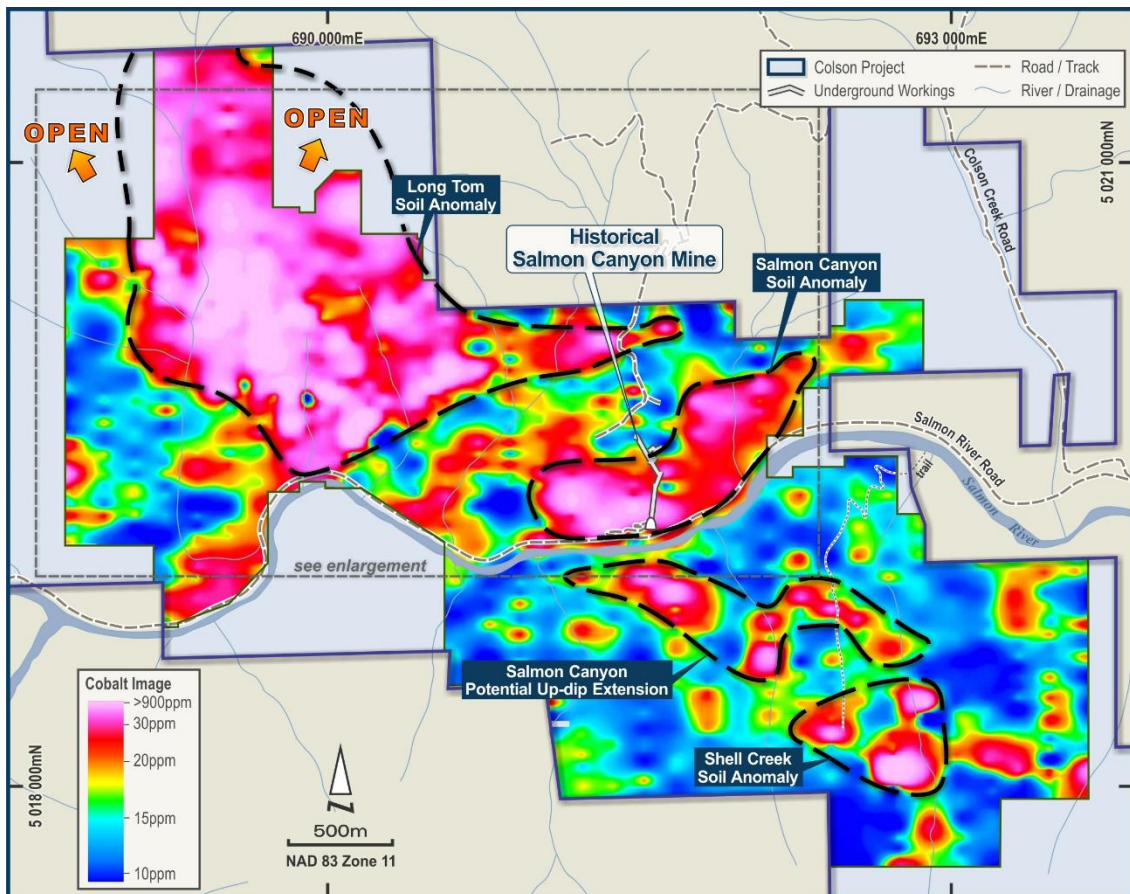 690 000mE
693 000mE
Colson Project
Road / Track
Underground Workings
River / Drainage
OPEN
OPEN
5 021 000mN
Colson Creek Road
Long Tom
Soil Anomaly
Historical
Salmon Canyon Mine
Salmon Canyon
Soil Anomaly
Salmon River Road
trail
Salmon River
see enlargement
Salmon Canyon
Potential Up-dip Extension
Shell Creek
Soil Anomaly
Cobalt Image
>900ppm
30ppm
20ppm
15ppm
10ppm
5 018 000mN
N
500m
NAD 83 Zone 11